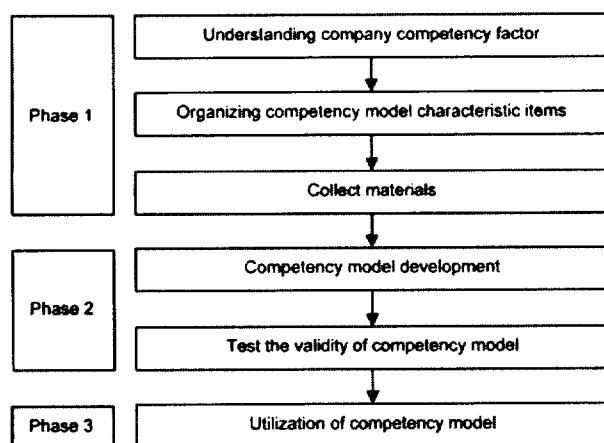 Understanding company competency factor
Phase 1
Organizing competency model characteristic items
Collect materials
Competency model development
Phase 2
Test the validity of competency model
Phase 3
Utilization of competency model